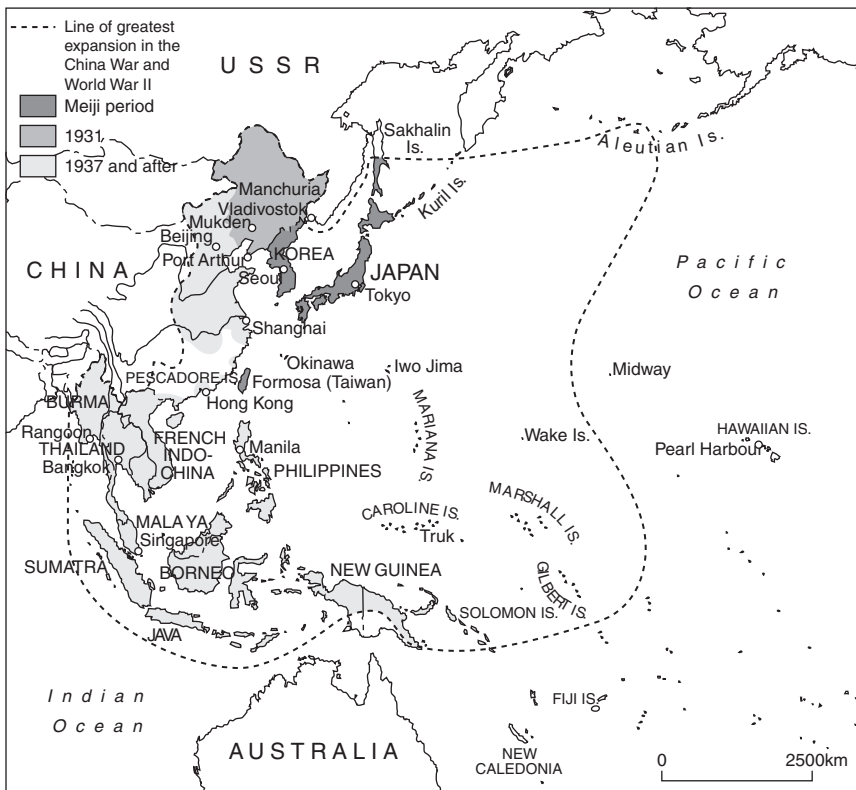 Line of greatest
expansion in the
China War and
World War II
Meiji period
1931
1937 and after
USSR
Sakhalin
Is.
Aleutian Is.
Kuril Is.
Manchuria
Vladivostok
Mukden
Beijing
Port Arthur
KOREA
Seoul
CHINA
JAPAN
Tokyo
Pacific
Ocean
Shanghai
Okinawa
Iwo Jima
Midway
PESCADORE IS.
Formosa (Taiwan)
Hong Kong
BURMA
MARIANA IS.
Rangoon
THAILAND
Bangkok
FRENCH
INDO-
CHINA
Manila
PHILIPPINES
Wake Is.
HAWAIIAN IS.
Pearl Harbour
CAROLINE IS.
Truk
MARSHALL IS.
MALAYA
Singapore
SUMATRA
BORNEO
NEW GUINEA
GILBERT IS.
SOLOMON IS.
JAVA
Indian
Ocean
AUSTRALIA
FIJI IS.
NEW
CALEDONIA
0 2500km